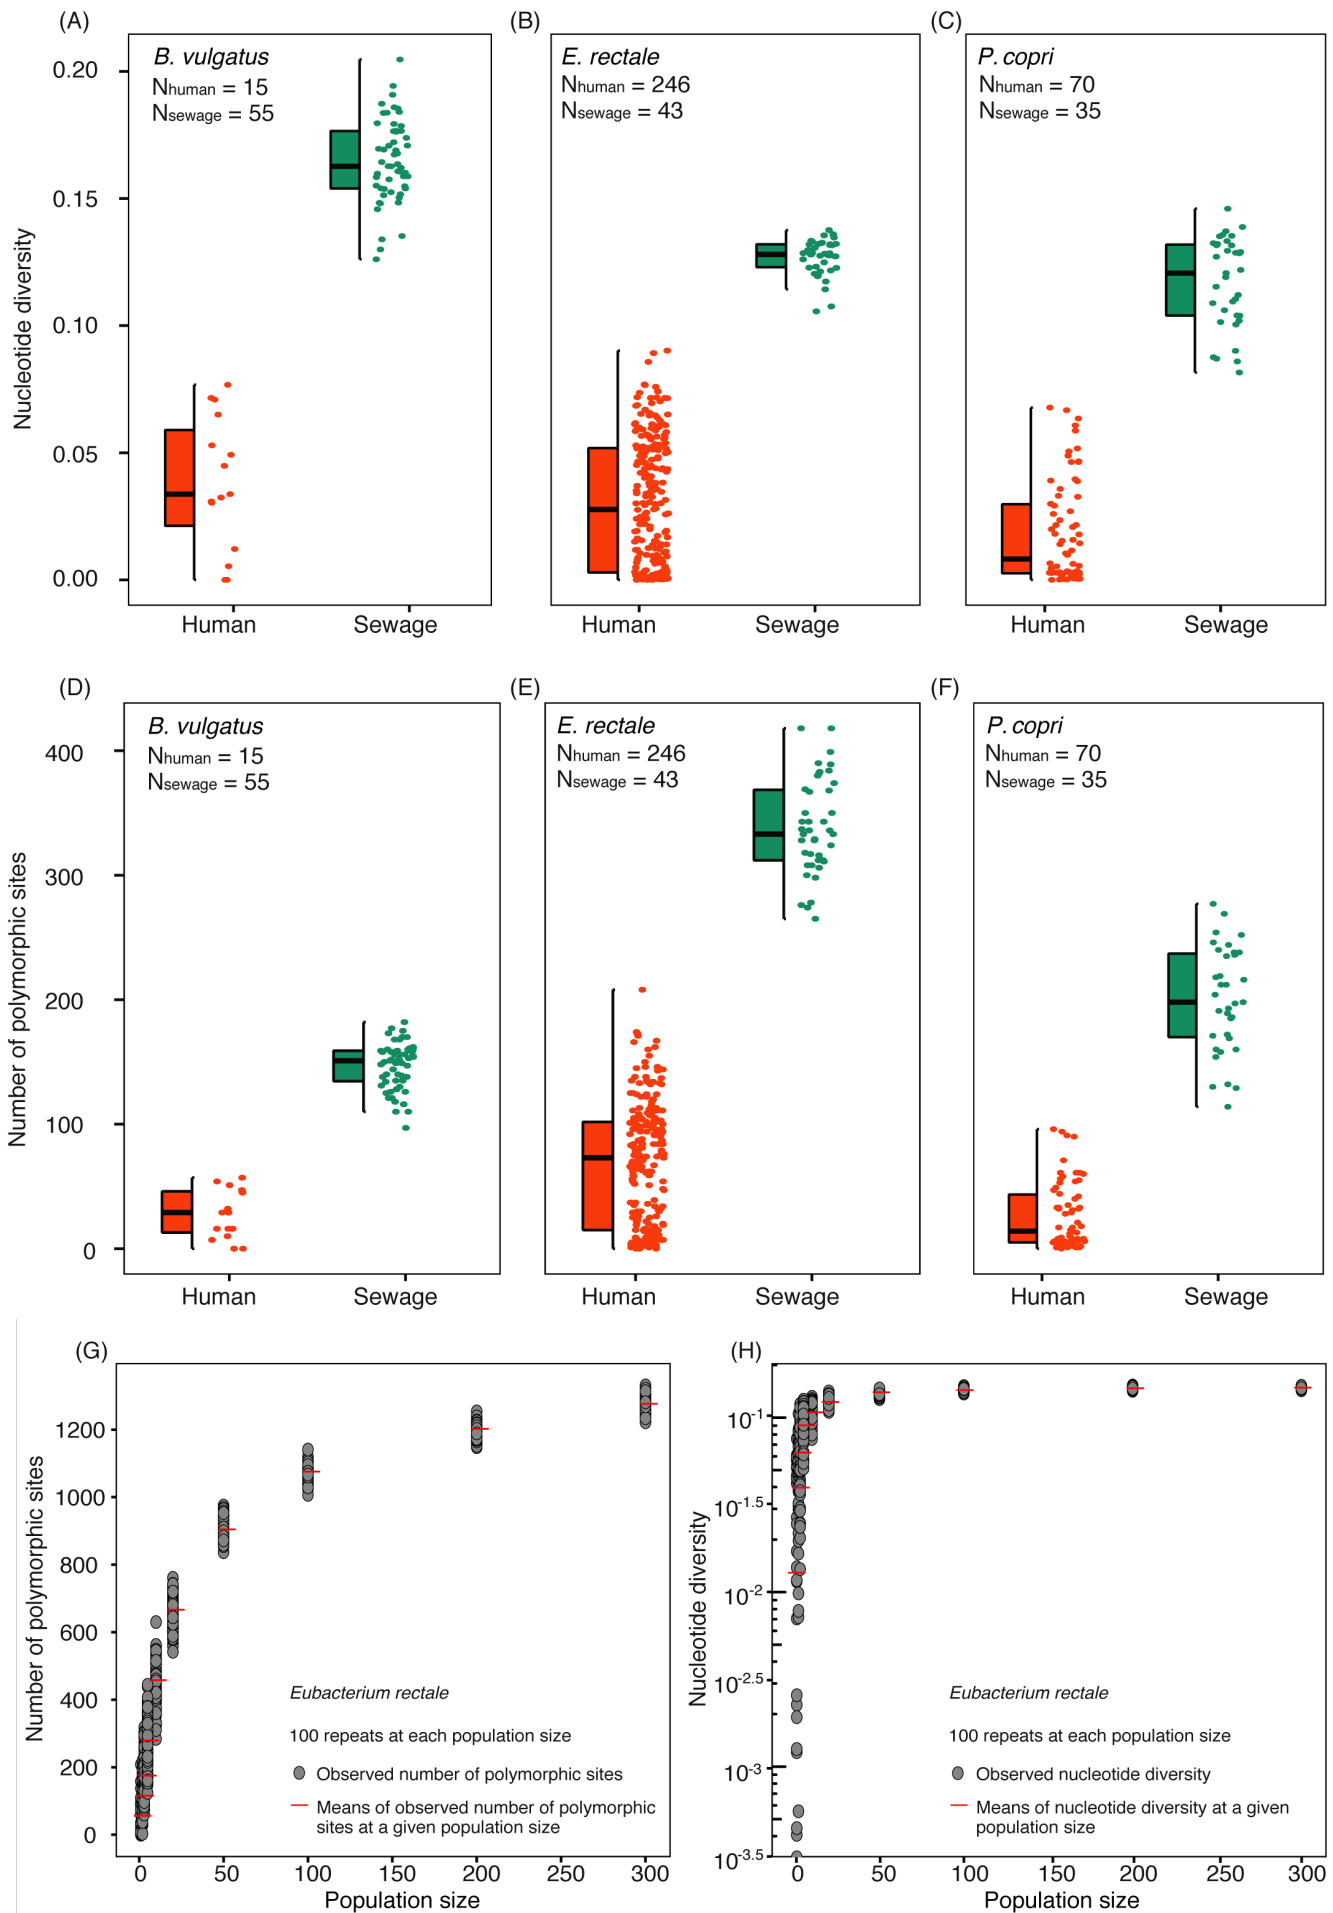 (A)
B. vulgatus
Nhuman = 15
Nsewage = 55
(B)
E. rectale
Nhuman = 246
Nsewage = 43
(C)
P. copri
Nhuman = 70
Nsewage = 35
Nucleotide diversity
0.20
0.15
0.10
0.05
0.00
Human
Sewage
Human
Sewage
Human
Sewage
(D)
B. vulgatus
Nhuman = 15
Nsewage = 55
(E)
E. rectale
Nhuman = 246
Nsewage = 43
(F)
P. copri
Nhuman = 70
Nsewage = 35
Number of polymorphic sites
400
300
200
100
0
Human
Sewage
Human
Sewage
Human
Sewage
(G)
Number of polymorphic sites
1200
1000
800
600
400
200
0
Eubacterium rectale
100 repeats at each population size
Observed number of polymorphic sites
Means of observed number of polymorphic
sites at a given population size
0 50 100 150 200 250 300
Population size
(H)
Nucleotide diversity
10-1
10-1.5
10-2
10-2.5
10-3
10-3.5
Eubacterium rectale
100 repeats at each population size
Observed nucleotide diversity
Means of nucleotide diversity at a given
population size
0 50 100 150 200 250 300
Population size